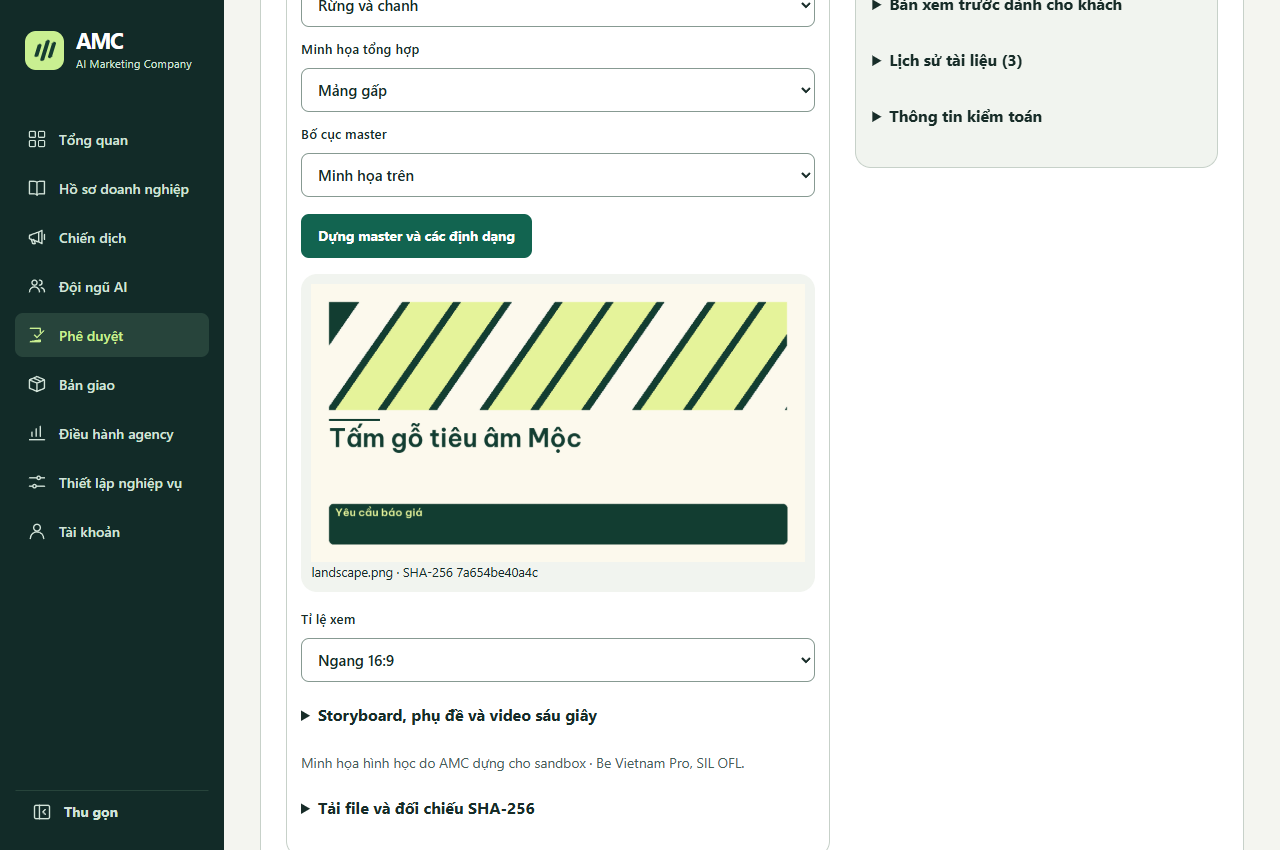 AMC
AI Marketing Company
Tổng quan
Hồ sơ doanh nghiệp
Chiến dịch
Đội ngũ AI
Phê duyệt
Bàn giao
Điều hành agency
Thiết lập nghiệp vụ
Tài khoản
Thu gọn
Rừng và chanh
Minh họa tổng hợp
Mảng gấp
Bố cục master
Minh họa trên
Dựng master và các định dạng
Tấm gỗ tiêu âm Mộc
Yêu cầu báo giá
landscape.png · SHA-256 7a654be40a4c
Tỉ lệ xem
Ngang 16:9
Storyboard, phụ đề và video sáu giây
Minh họa hình học do AMC dựng cho sandbox · Be Vietnam Pro, SIL OFL.
Tải file và đối chiếu SHA-256
Bản xem trước dành cho khách
Lịch sử tài liệu (3)
Thông tin kiểm toán